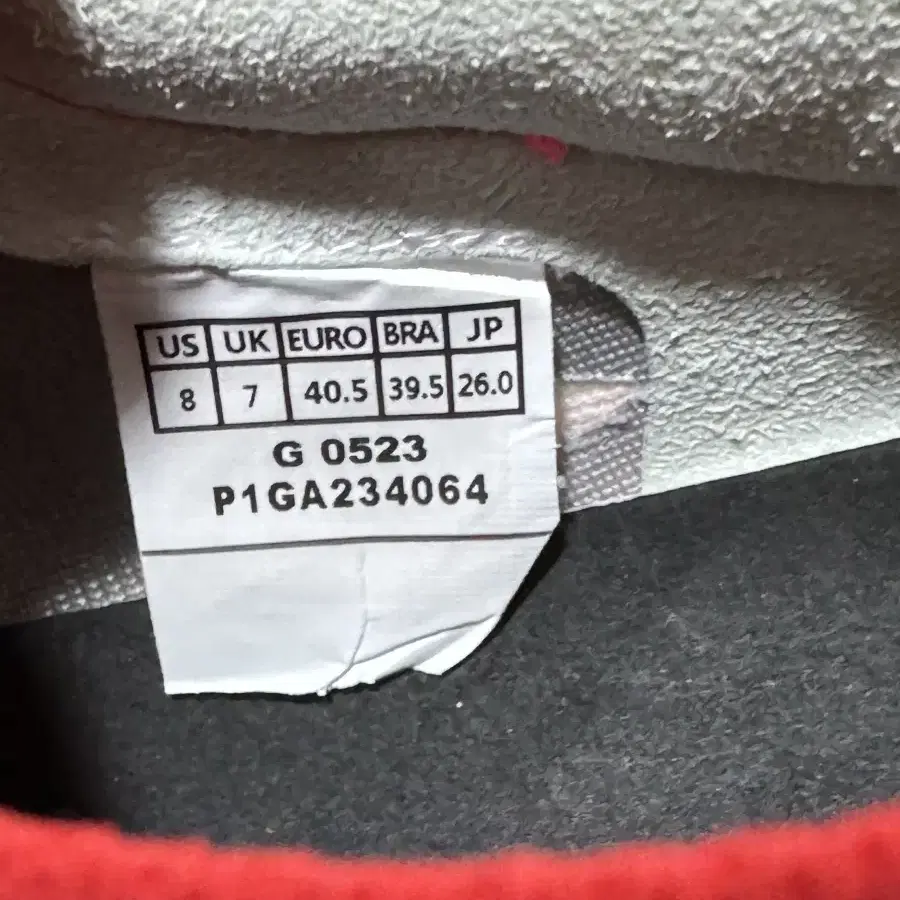 US UK EURO BRA JP
8 7 40.5 39.5 26.0
G 0523
P1GA234064